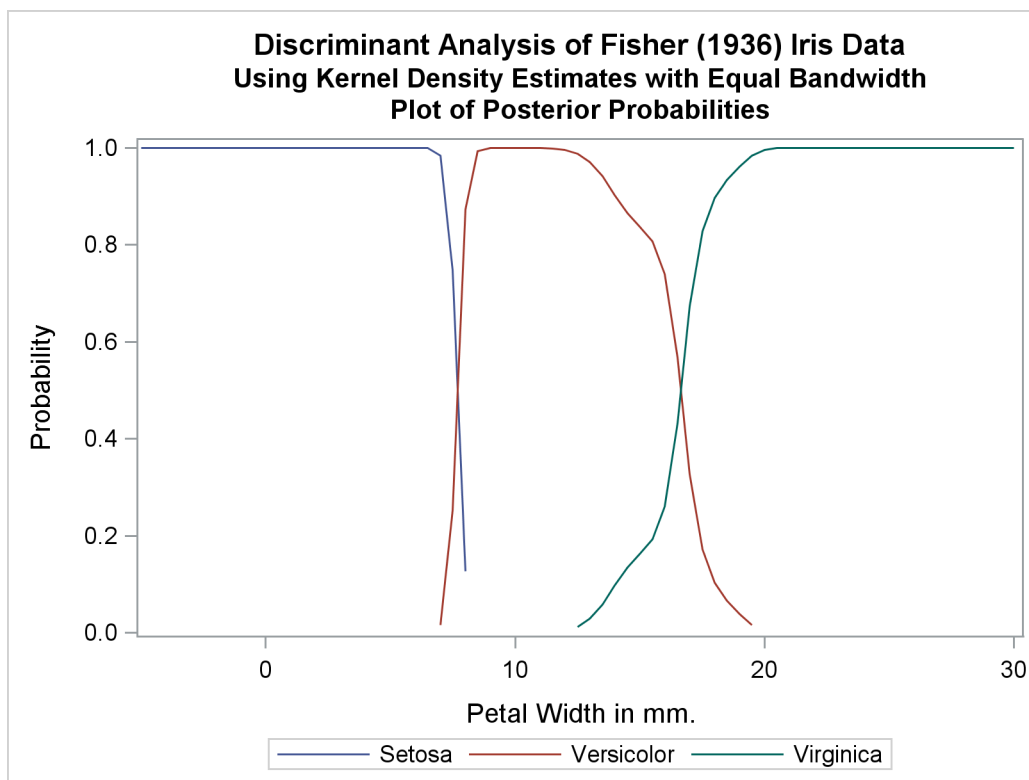 Discriminant Analysis of Fisher (1936) Iris Data
Using Kernel Density Estimates with Equal Bandwidth
Plot of Posterior Probabilities
1.0
0.8
0.6
0.4
0.2
0.0
Probability
0 10 20 30
Petal Width in mm.
Setosa Versicolor Virginica